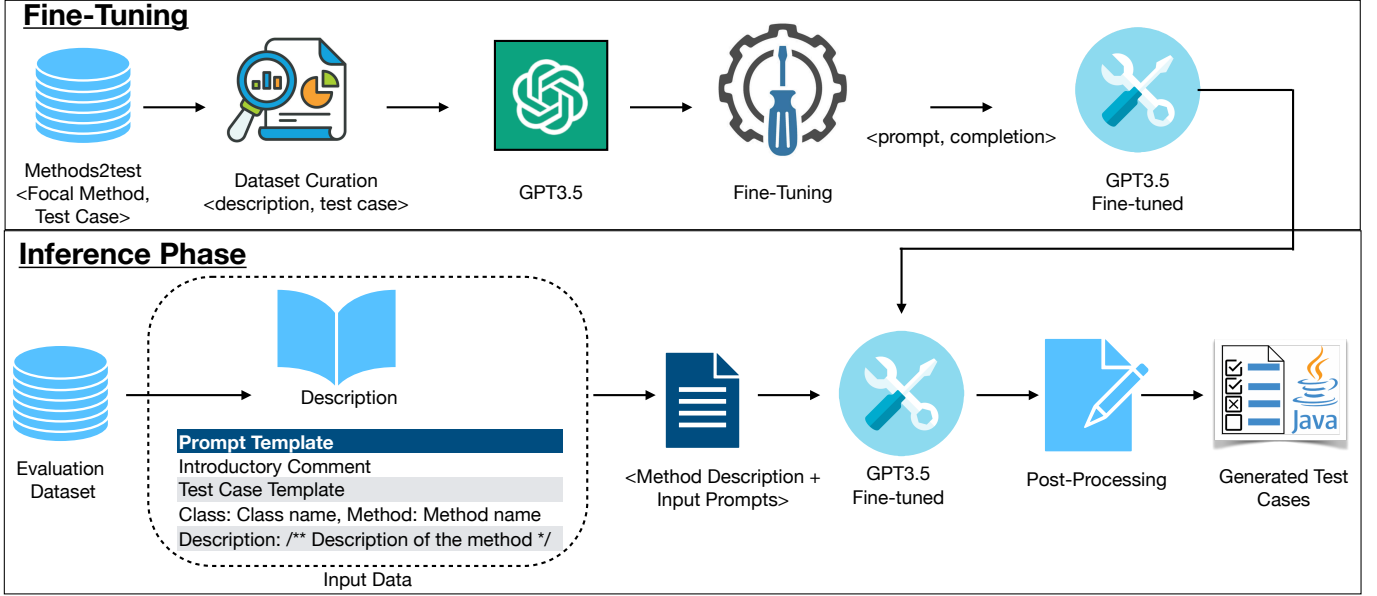 Fine-Tuning
Methods2test
<Focal Method,
Test Case>
Dataset Curation
<description, test case>
GPT3.5
Fine-Tuning
<prompt, completion>
GPT3.5
Fine-tuned
Inference Phase
Evaluation
Dataset
Description
Prompt Template
Introductory Comment
Test Case Template
Class: Class name, Method: Method name
Description: /** Description of the method */
Input Data
<Method Description +
Input Prompts>
GPT3.5
Fine-tuned
Post-Processing
Java
Generated Test
Cases